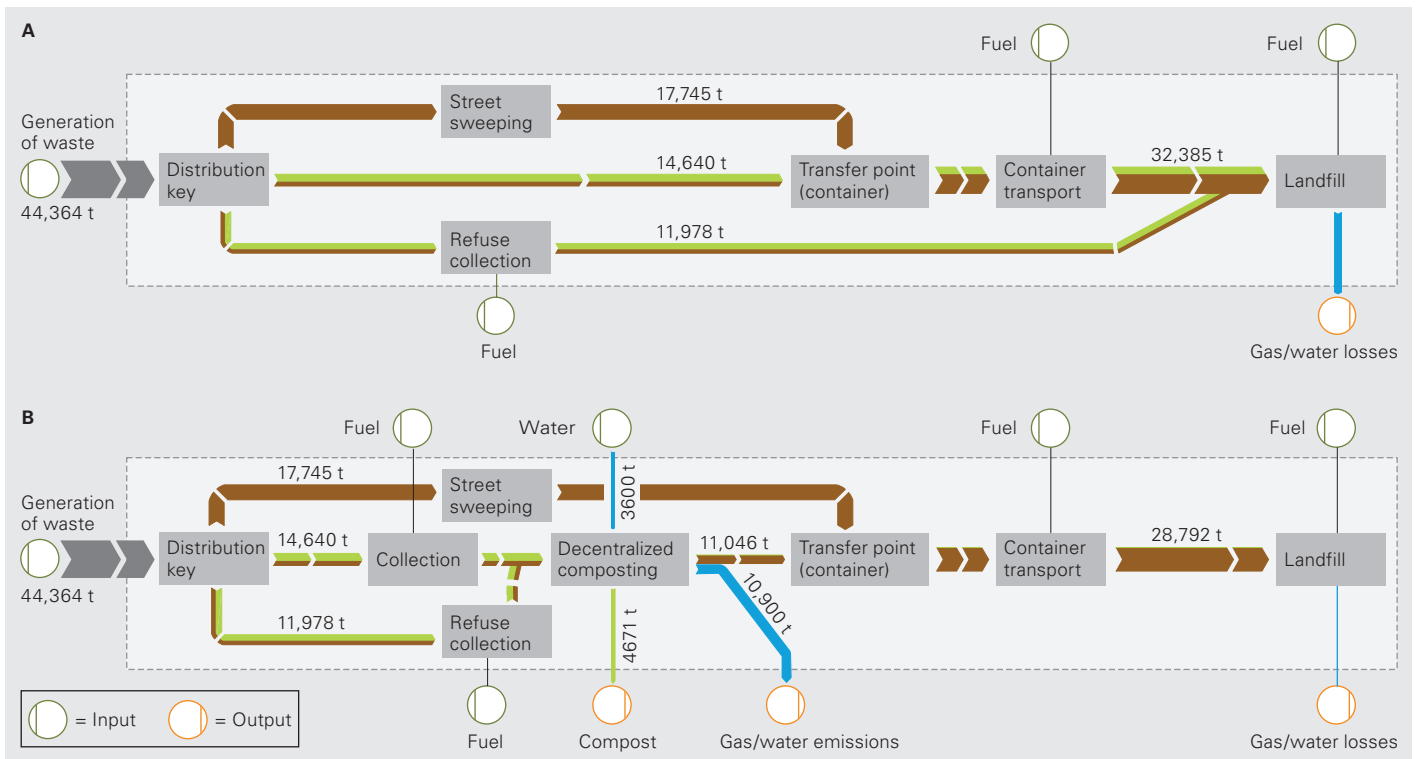 A
Fuel
Fuel
Generation
of waste
44,364 t
Distribution
key
Street
sweeping
17,745 t
14,640 t
Refuse
collection
11,978 t
Fuel
Transfer point
(container)
Container
transport
32,385 t
Landfill
Gas/water losses
B
Fuel
Water
Fuel
Fuel
Generation
of waste
44,364 t
Distribution
key
17,745 t
Street
sweeping
3600 t
14,640 t
Collection
Decentralized
composting
11,978 t
Refuse
collection
11,046 t
10,900 t
4671 t
Transfer point
(container)
Container
transport
28,792 t
Landfill
= Input
= Output
Fuel
Compost
Gas/water emissions
Gas/water losses